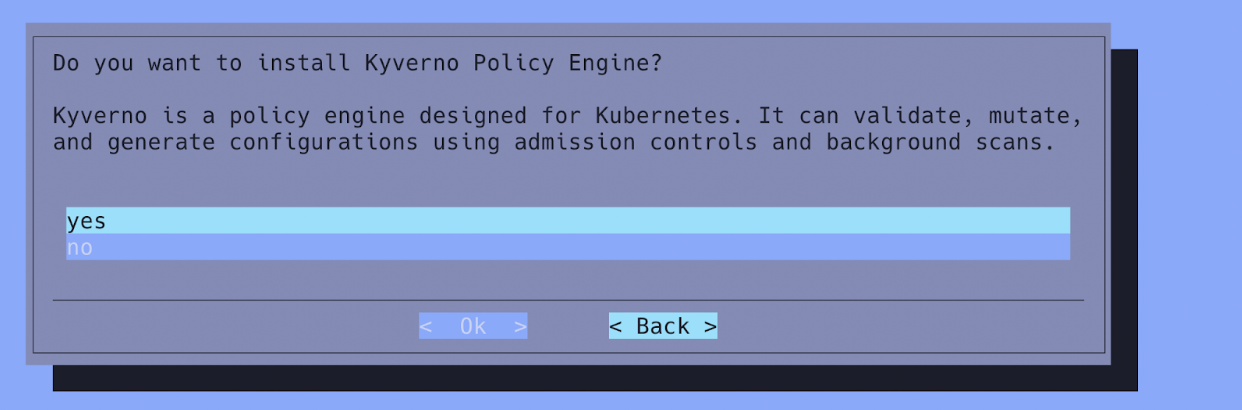 Do you want to install Kyverno Policy Engine?
Kyverno is a policy engine designed for Kubernetes. It can validate, mutate,
and generate configurations using admission controls and background scans.
yes
no
<  Ok  > < Back >